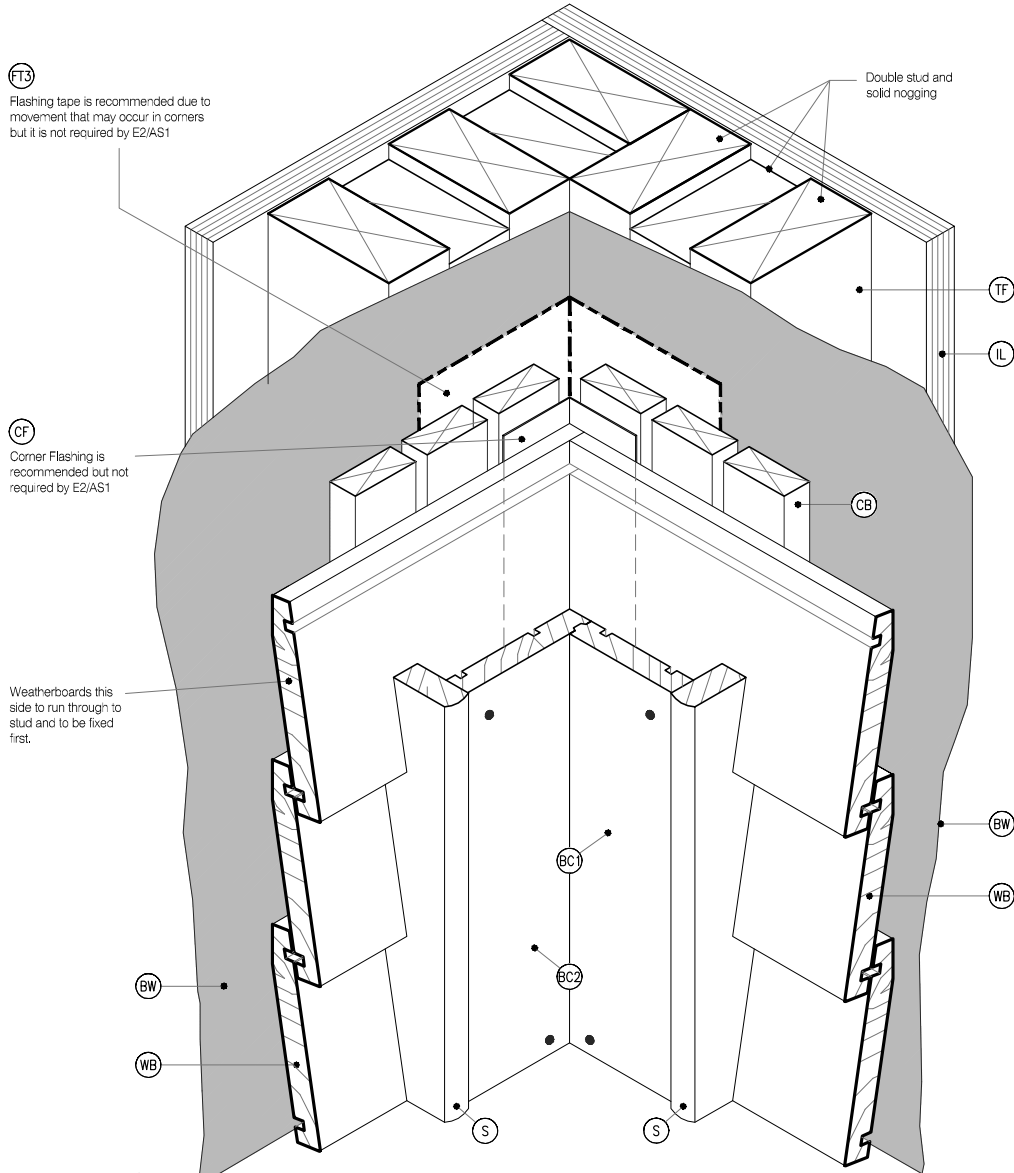 FT3
Flashing tape is recommended due to
movement that may occur in corners
but it is not required by E2/AS1
Double stud and
solid nogging
TF
IL
CF
Corner Flashing is
recommended but not
required by E2/AS1
CB
Weatherboards this
side to run through to
stud and to be fixed
first.
BW
BC1
WB
BC2
BW
WB
S
S